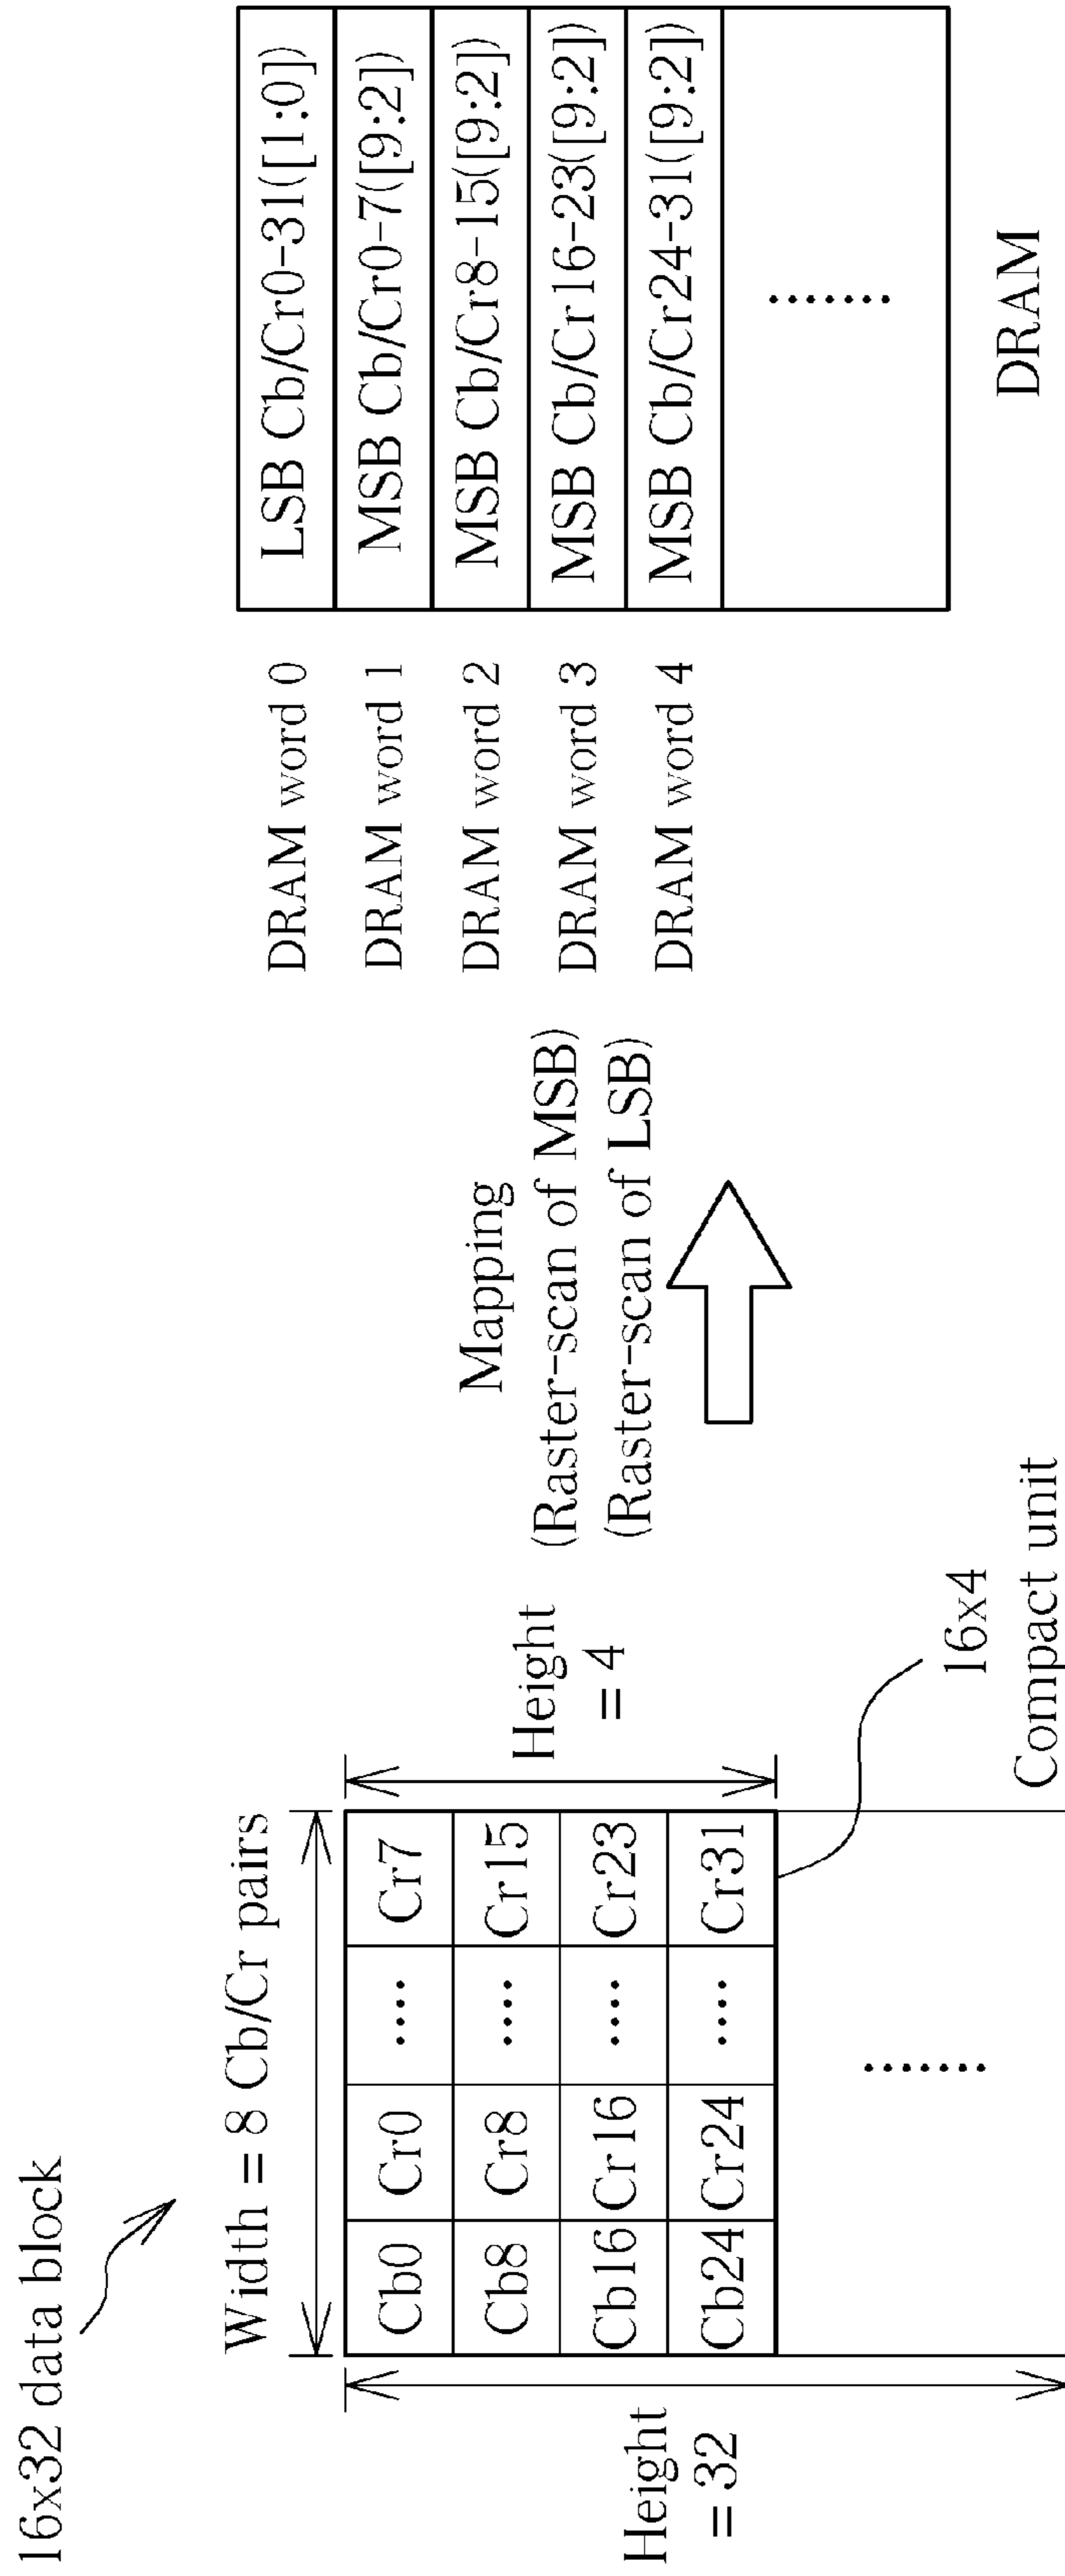 16x32 data block
Width = 8 Cb/Cr pairs
Height
= 32
Cb0 Cr0 .... Cr7
Cb8 Cr8 .... Cr15
Cb16 Cr16 .... Cr23
Cb24 Cr24 .... Cr31
.......
Height
= 4
16x4
Compact unit
Mapping
(Raster-scan of MSB)
(Raster-scan of LSB)
DRAM word 0 LSB Cb/Cr0-31([1:0])
DRAM word 1 MSB Cb/Cr0-7([9:2])
DRAM word 2 MSB Cb/Cr8-15([9:2])
DRAM word 3 MSB Cb/Cr16-23([9:2])
DRAM word 4 MSB Cb/Cr24-31([9:2])
.......
DRAM